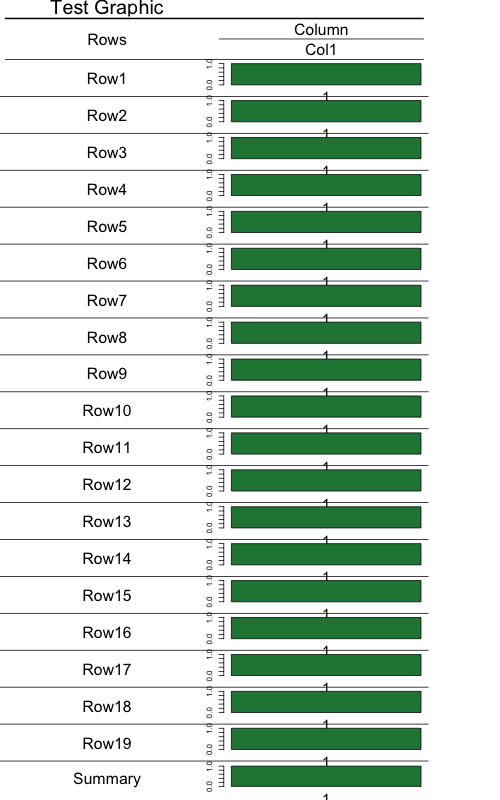 Test Graphic
Column
Rows
Col1
Row1 0.0 1.0
1
Row2 0.0 1.0
1
Row3 0.0 1.0
1
Row4 0.0 1.0
1
Row5 0.0 1.0
1
Row6 0.0 1.0
1
Row7 0.0 1.0
1
Row8 0.0 1.0
1
Row9 0.0 1.0
1
Row10 0.0 1.0
1
Row11 0.0 1.0
1
Row12 0.0 1.0
1
Row13 0.0 1.0
1
Row14 0.0 1.0
1
Row15 0.0 1.0
1
Row16 0.0 1.0
1
Row17 0.0 1.0
1
Row18 0.0 1.0
1
Row19 0.0 1.0
1
Summary 0.0 1.0
1